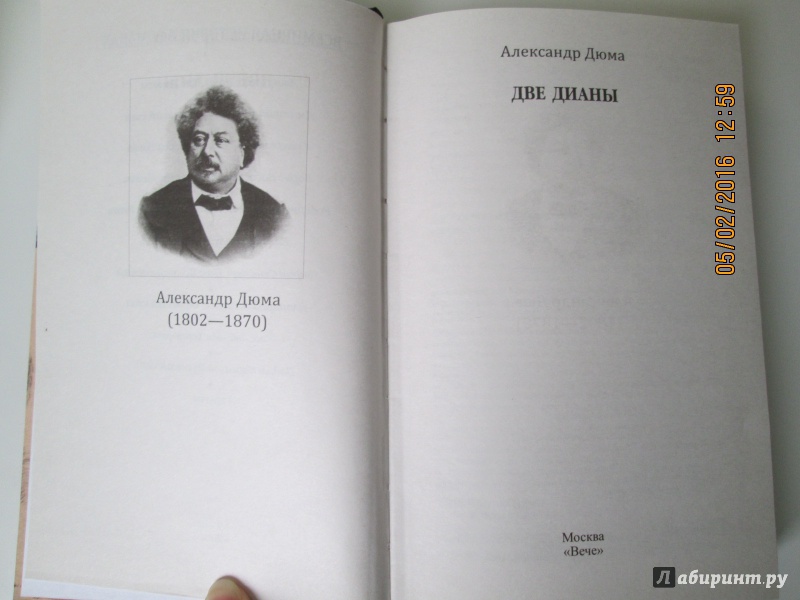 Александр Дюма
(1802—1870)
Александр Дюма
ДВЕ ДИАНЫ
Москва
«Вече»
05/02/2016 12:59
Лабиринт.ру